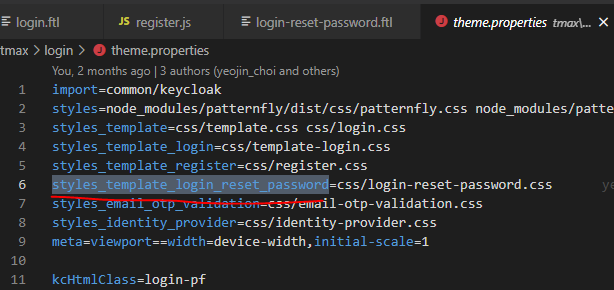 login.ftl JS register.js login-reset-password.ftl theme.properties tmax\...
tmax > login > theme.properties
You, 2 months ago | 3 authors (yeojin_choi and others)
1 import=common/keycloak
2 styles=node_modules/patternfly/dist/css/patternfly.css node_modules/patte
3 styles_template=css/template.css css/login.css
4 styles_template_login=css/template-login.css
5 styles_template_register=css/register.css
6 styles_template_login_reset_password=css/login-reset-password.css ye
7 styles_email_otp_validation=css/email-otp-validation.css
8 styles_identity_provider=css/identity-provider.css
9 meta=viewport==width=device-width,initial-scale=1
10
11 kcHtmlClass=login-pf